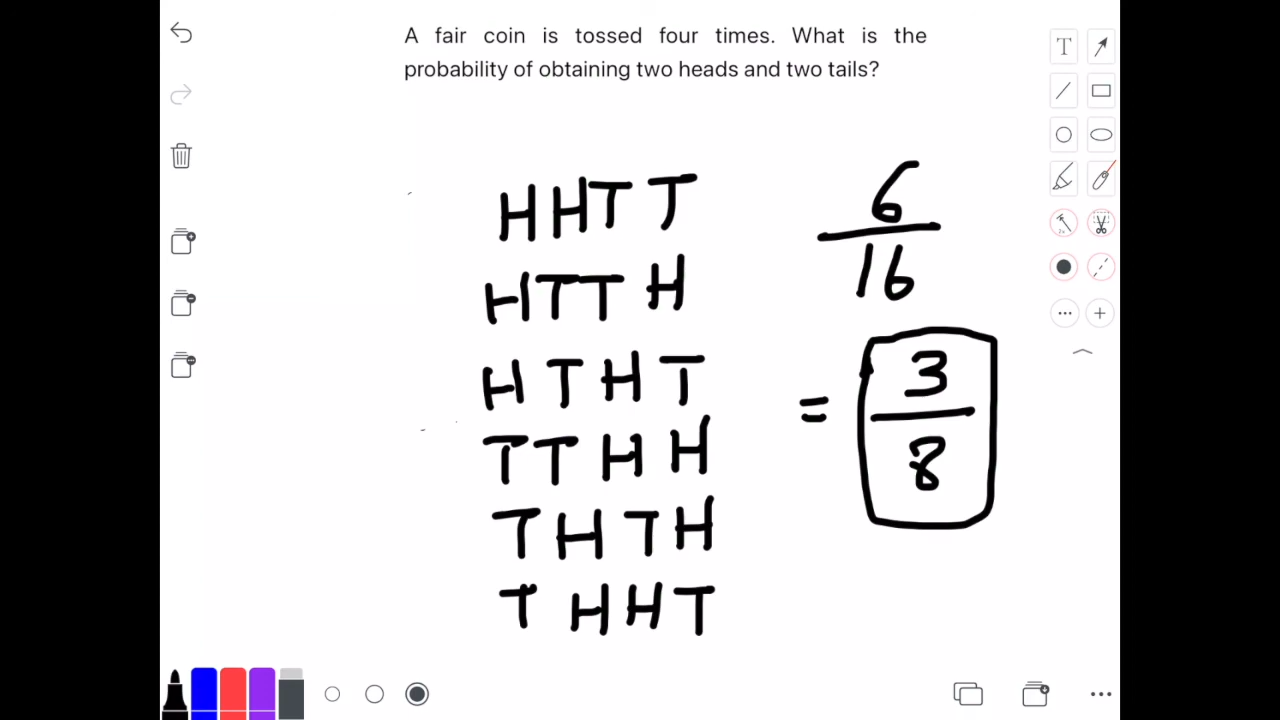 A fair coin is tossed four times. What is the
probability of obtaining two heads and two tails?
HHTT
HTTH
HTHT
TTHH
THTH
THHT
6
16
=
3
8
T